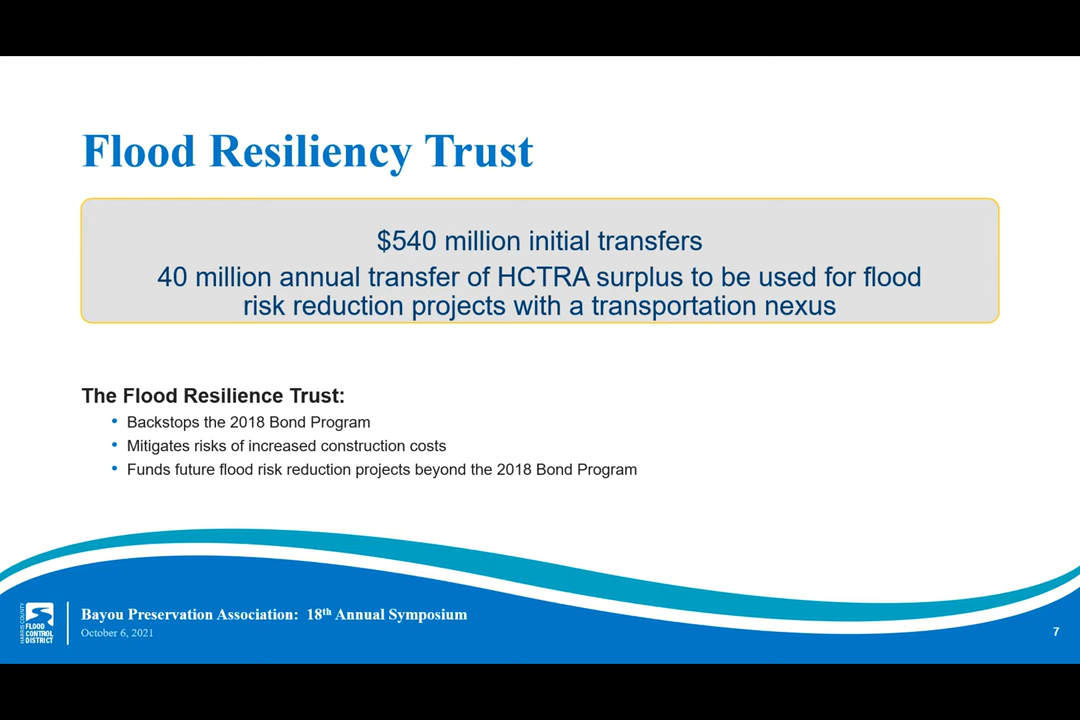 Flood Resiliency Trust
$540 million initial transfers
40 million annual transfer of HCTRA surplus to be used for flood
risk reduction projects with a transportation nexus
The Flood Resilience Trust:
• Backstops the 2018 Bond Program
• Mitigates risks of increased construction costs
• Funds future flood risk reduction projects beyond the 2018 Bond Program
HARRIS COUNTY
FLOOD
CONTROL
DISTRICT
Bayou Preservation Association: 18th Annual Symposium
October 6, 2021
7